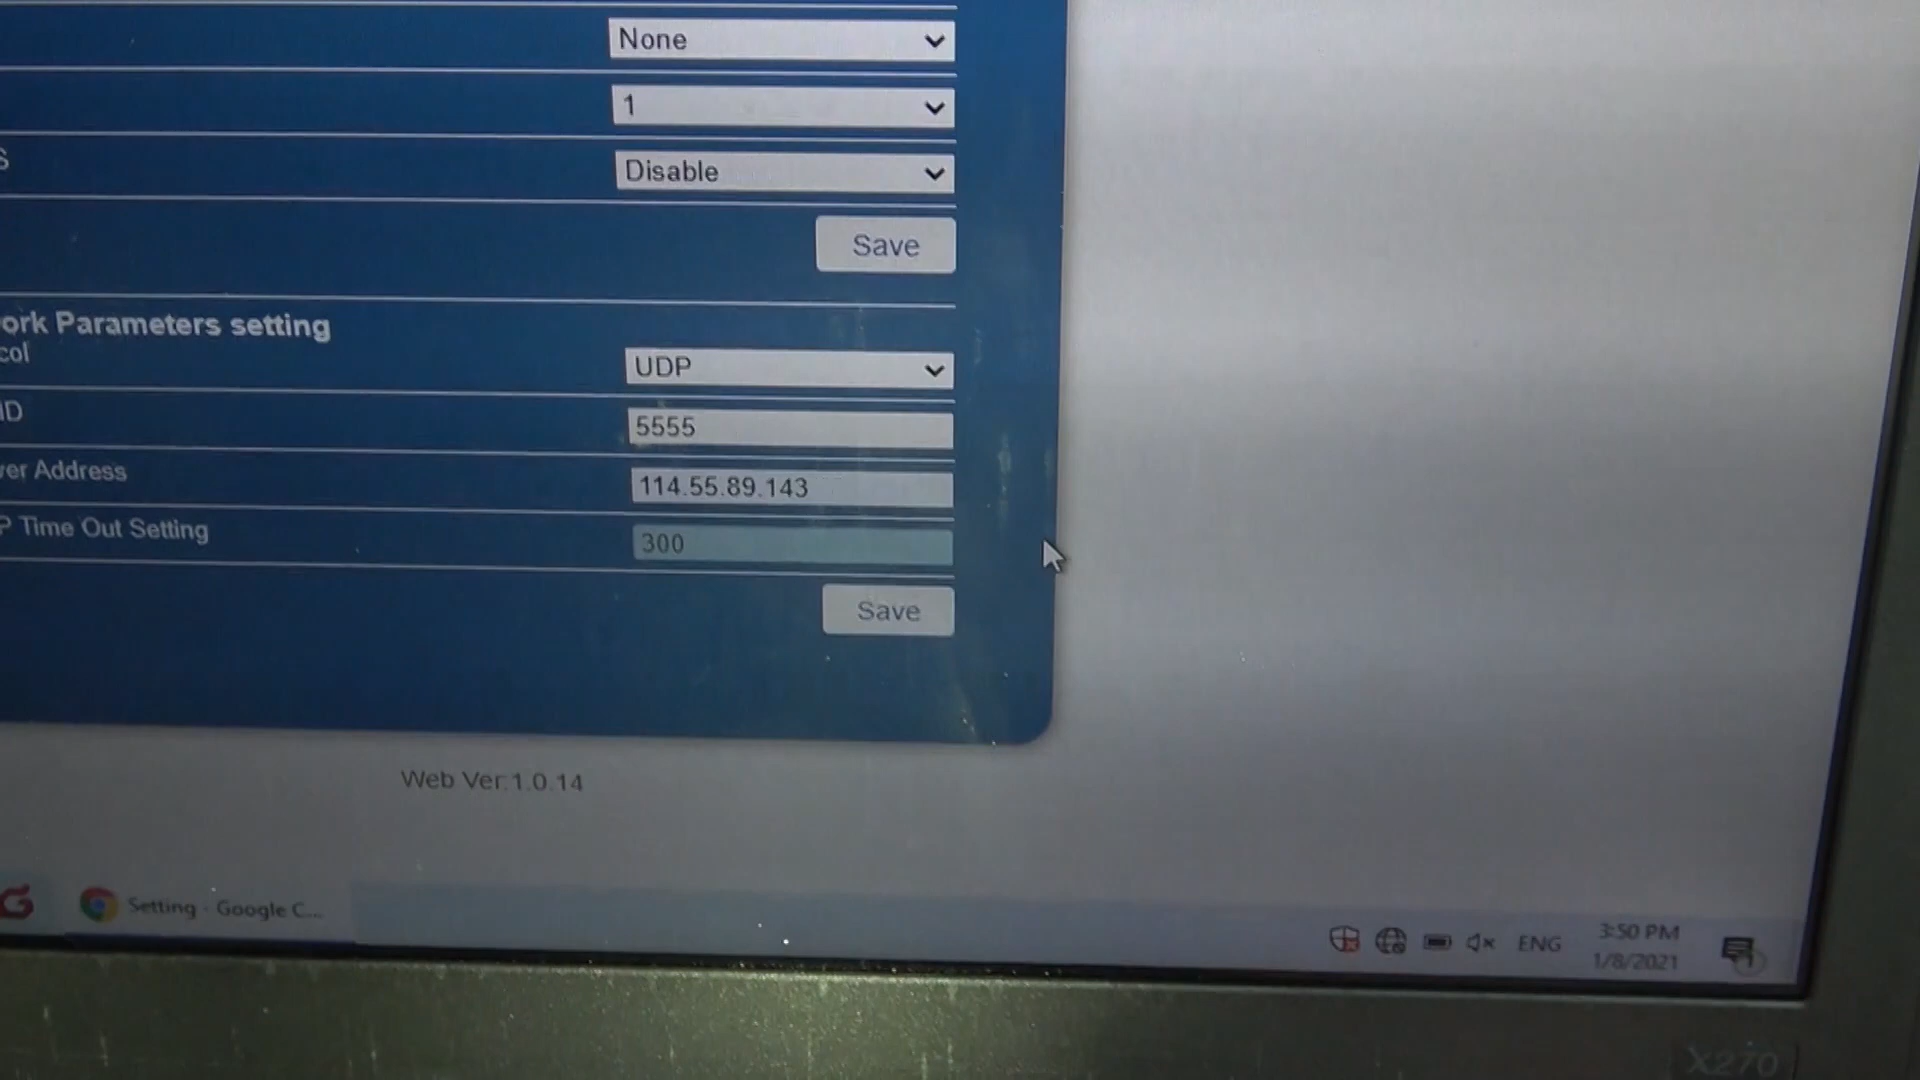 None
1
S
Disable
Save
ork Parameters setting
col
UDP
ID
5555
ver Address
114.55.89.143
P Time Out Setting
300
Save
Web Ver:1.0.14
Setting - Google C...
ENG
3:50 PM
1/8/2021
X270